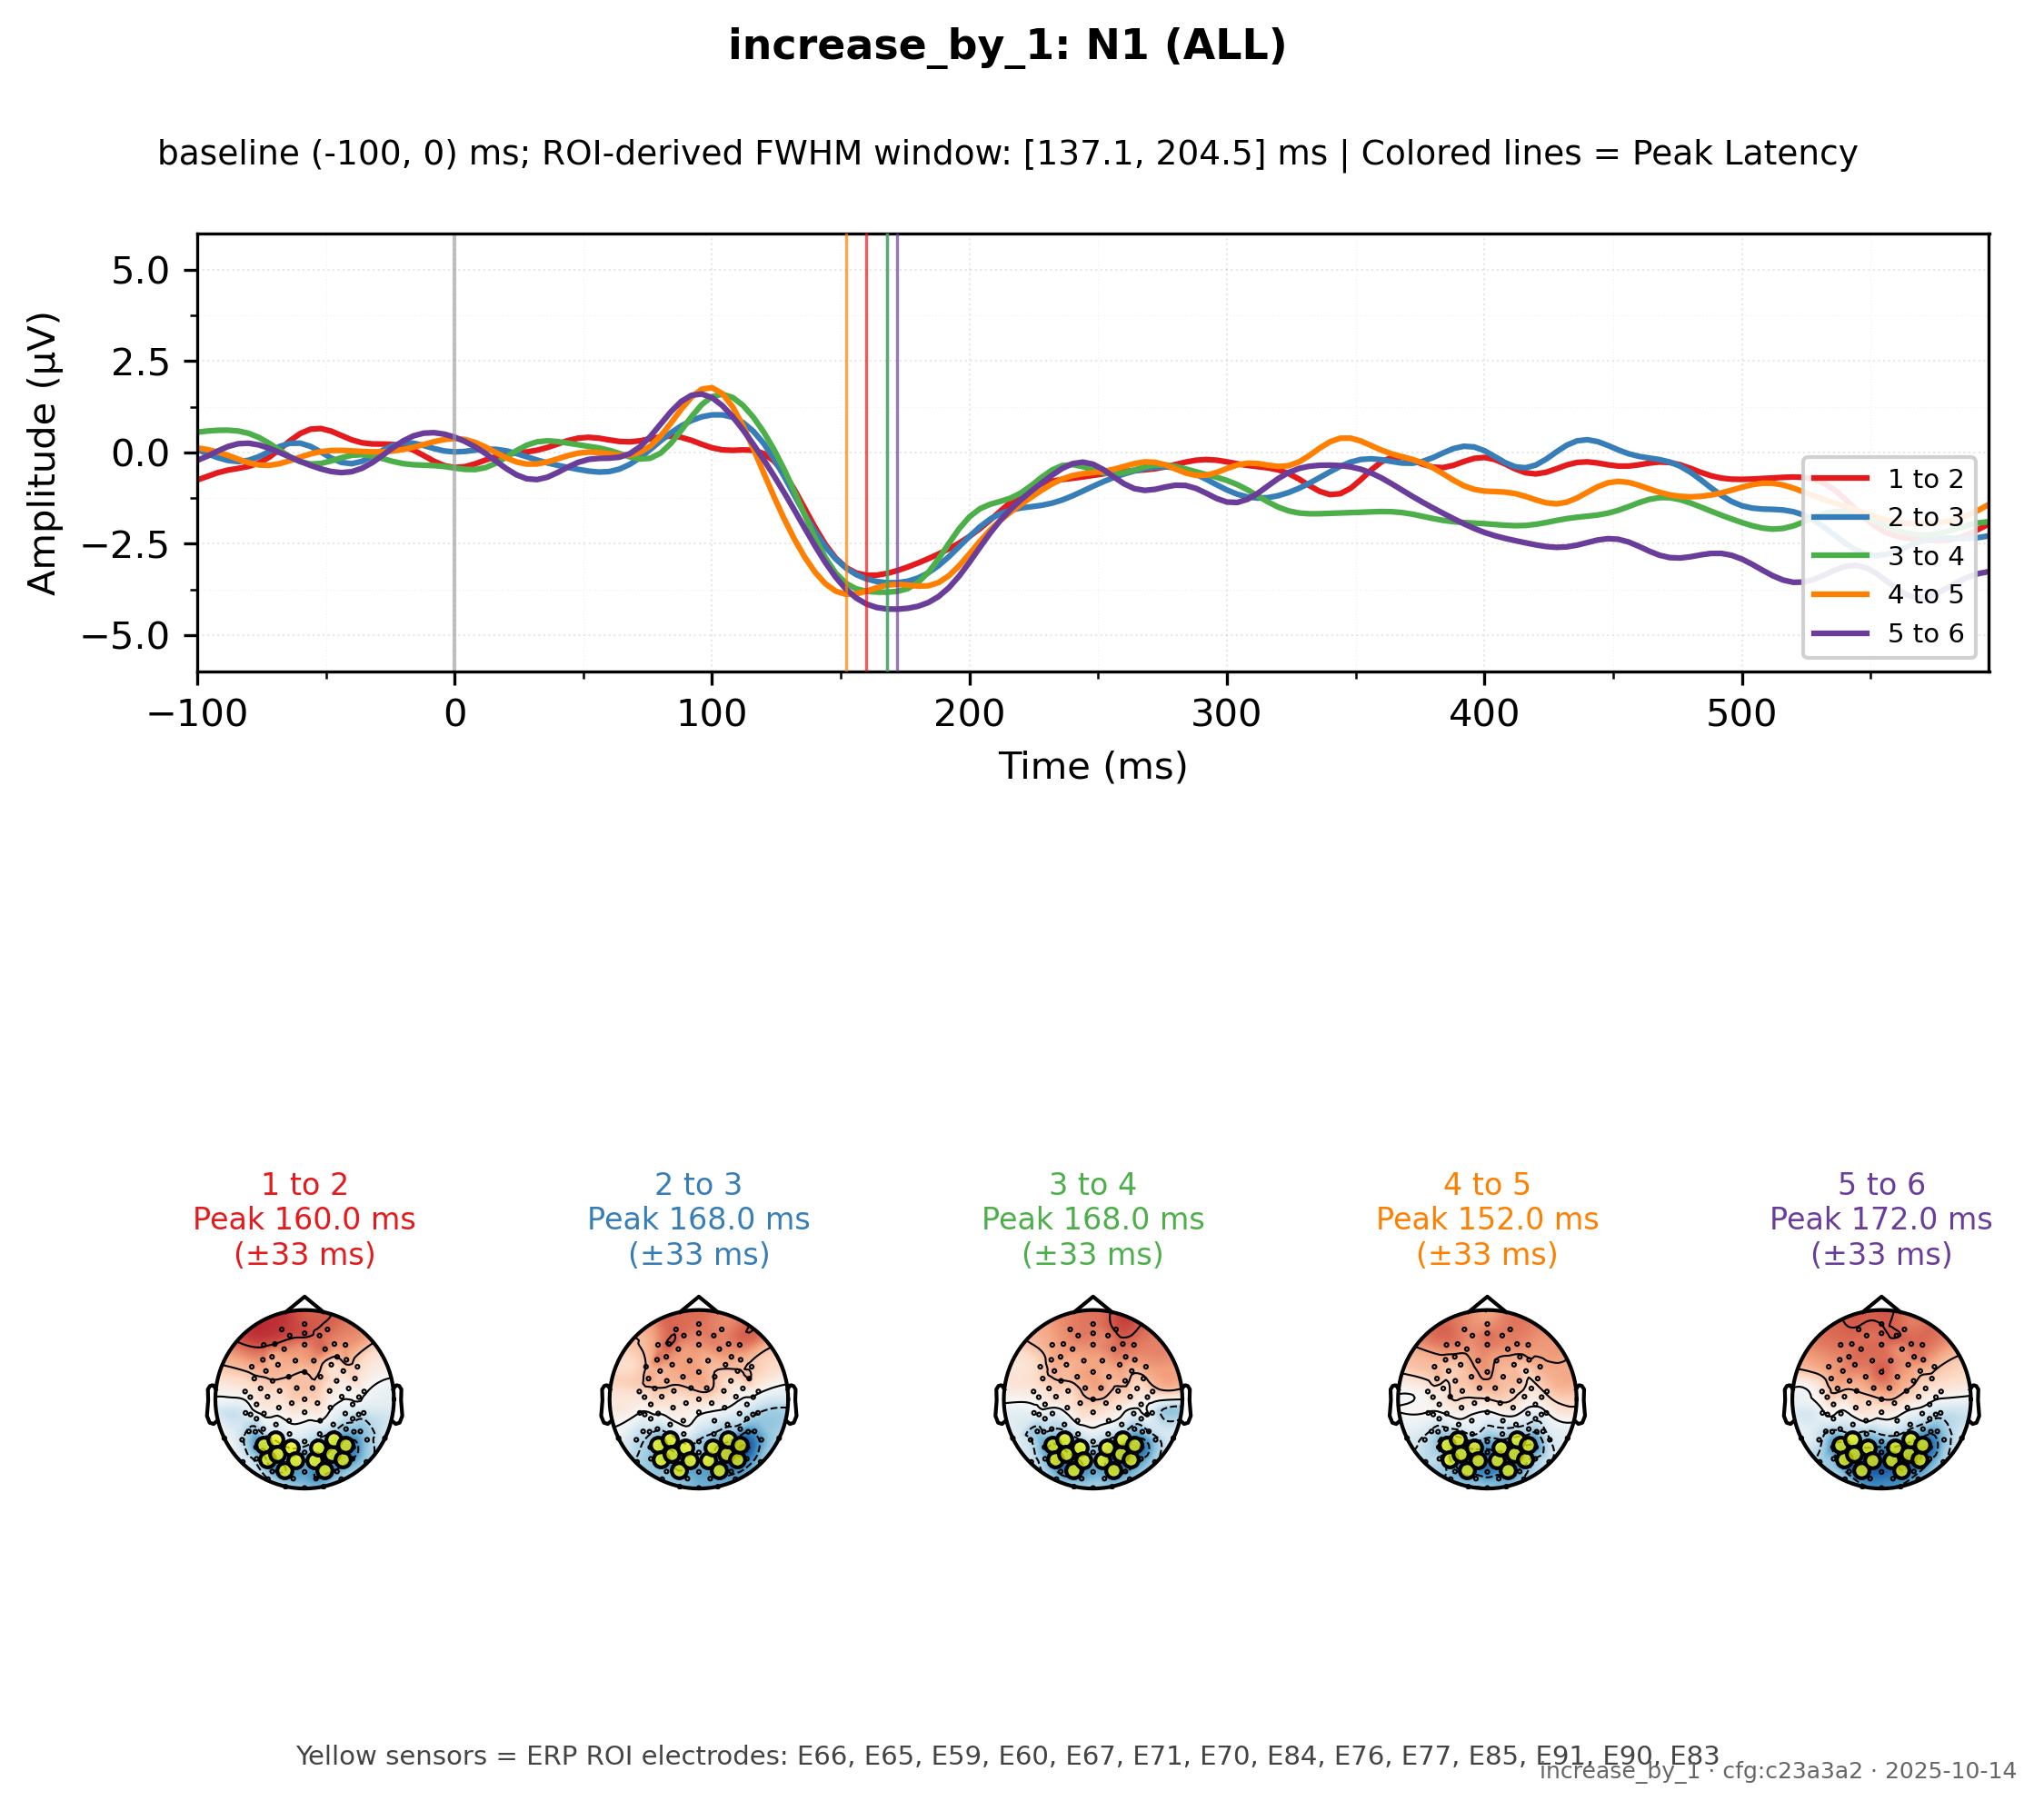 increase_by_1: N1 (ALL)
baseline (-100, 0) ms; ROI-derived FWHM window: [137.1, 204.5] ms | Colored lines = Peak Latency
Amplitude (µV)
5.0
2.5
0.0
−2.5
−5.0
1 to 2
2 to 3
3 to 4
4 to 5
5 to 6
−100 0 100 200 300 400 500
Time (ms)
1 to 2
Peak 160.0 ms
(±33 ms)
2 to 3
Peak 168.0 ms
(±33 ms)
3 to 4
Peak 168.0 ms
(±33 ms)
4 to 5
Peak 152.0 ms
(±33 ms)
5 to 6
Peak 172.0 ms
(±33 ms)
Yellow sensors = ERP ROI electrodes: E66, E65, E59, E60, E67, E71, E70, E84, E76, E77, E85, E91, E90, E83
increase_by_1 · cfg:c23a3a2 · 2025-10-14